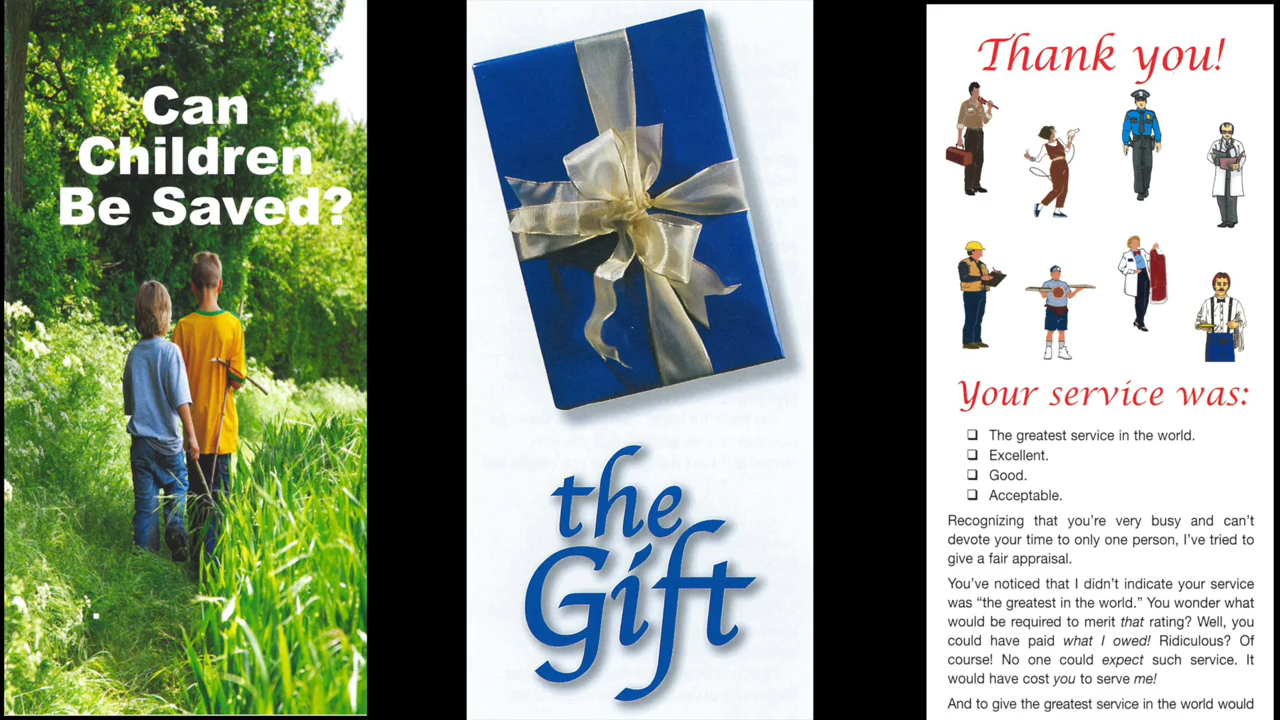 Can
Children
Be Saved?
the
Gift
Thank you!
Your service was:
❏ The greatest service in the world.
❏ Excellent.
❏ Good.
❏ Acceptable.
Recognizing that you're very busy and can't
devote your time to only one person, I've tried to
give a fair appraisal.
You've noticed that I didn't indicate your service
was “the greatest in the world.” You wonder what
would be required to merit that rating? Well, you
could have paid what I owed! Ridiculous? Of
course! No one could expect such service. It
would have cost you to serve me!
And to give the greatest service in the world would